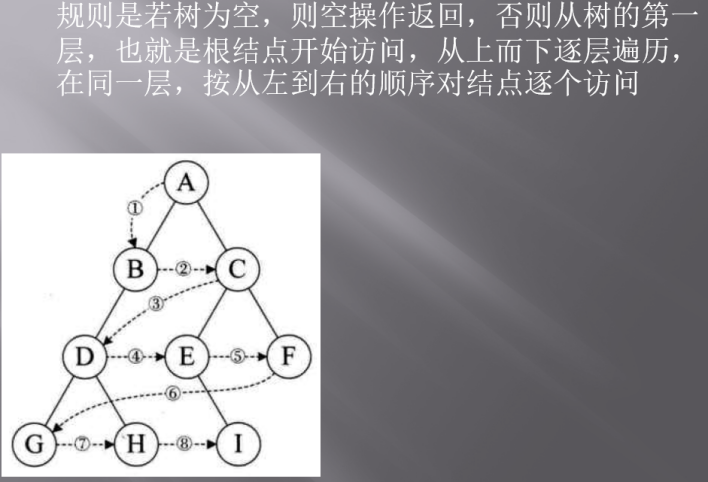 规则是若树为空，则空操作返回，否则从树的第一
层，也就是根结点开始访问，从上而下逐层遍历，
在同一层，按从左到右的顺序对结点逐个访问
A
①
B ② C
③
D ④ E ⑤ F
⑥
G ⑦ H ⑧ I